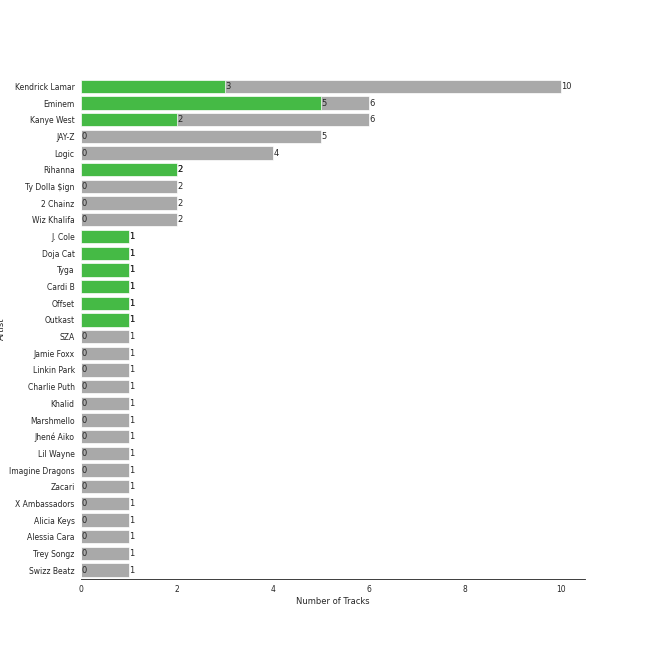 Kendrick Lamar 3 10
Eminem 5 6
Kanye West 2 6
JAY-Z 0 5
Logic 0 4
Rihanna 2
Ty Dolla $ign 0 2
2 Chainz 0 2
Wiz Khalifa 0 2
J. Cole 1
Doja Cat 1
Tyga 1
Cardi B 1
Offset 1
Outkast 1
SZA 0 1
Jamie Foxx 0 1
Linkin Park 0 1
Charlie Puth 0 1
Khalid 0 1
Marshmello 0 1
Jhené Aiko 0 1
Lil Wayne 0 1
Imagine Dragons 0 1
Zacari 0 1
X Ambassadors 0 1
Alicia Keys 0 1
Alessia Cara 0 1
Trey Songz 0 1
Swizz Beatz 0 1
0 2 4 6 8 10
Number of Tracks
Artist